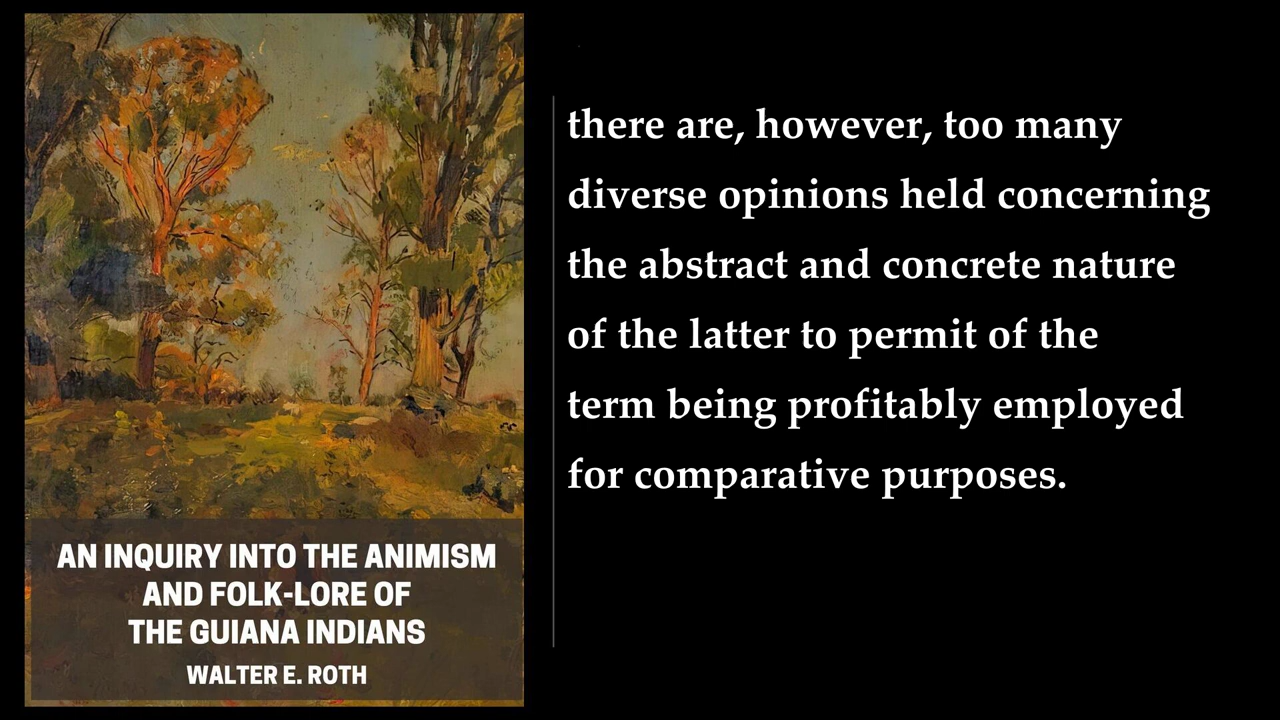 there are, however, too many
diverse opinions held concerning
the abstract and concrete nature
of the latter to permit of the
term being profitably employed
for comparative purposes.
AN INQUIRY INTO THE ANIMISM
AND FOLK-LORE OF
THE GUIANA INDIANS
WALTER E. ROTH